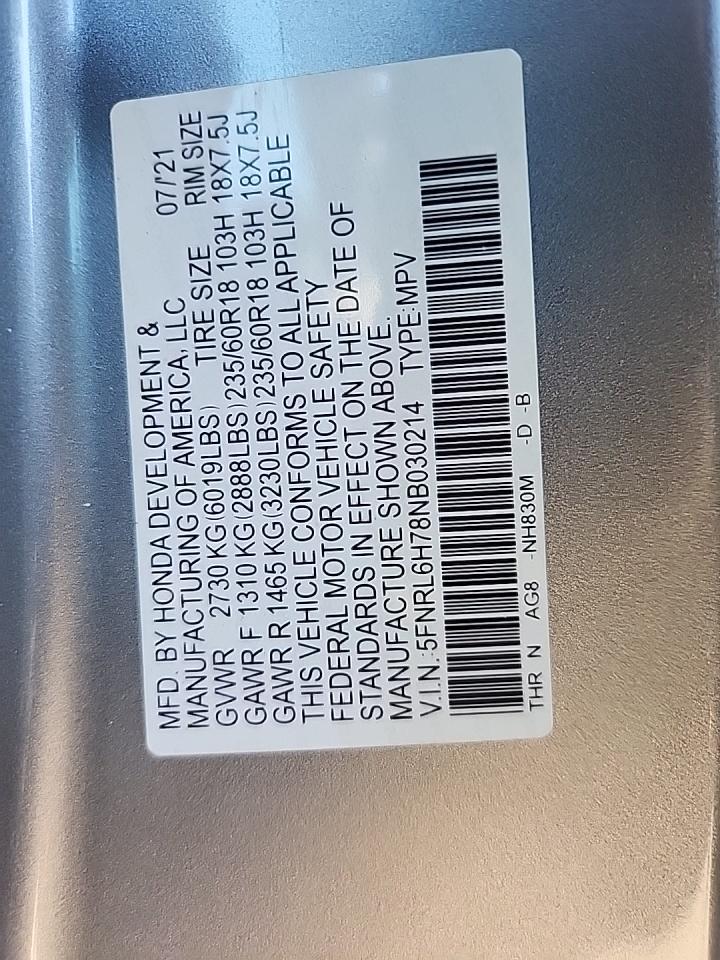 MFD. BY HONDA DEVELOPMENT & 07/'21
MANUFACTURING OF AMERICA, LLC
TIRE SIZE RIM SIZE
GVWR 2730 KG(6019LBS)
GAWR F 1310 KG(2888LBS)235/60R18 103H 18X7.5J
GAWR R 1465 KG(3230LBS)235/60R18 103H 18X7.5J
THIS VEHICLE CONFORMS TO ALL APPLICABLE
FEDERAL MOTOR VEHICLE SAFETY
STANDARDS IN EFFECT ON THE DATE OF
MANUFACTURE SHOWN ABOVE.
V.I.N.:5FNRL6H78NB030214 TYPE:MPV
THR N AG8 -NH830M -D -B